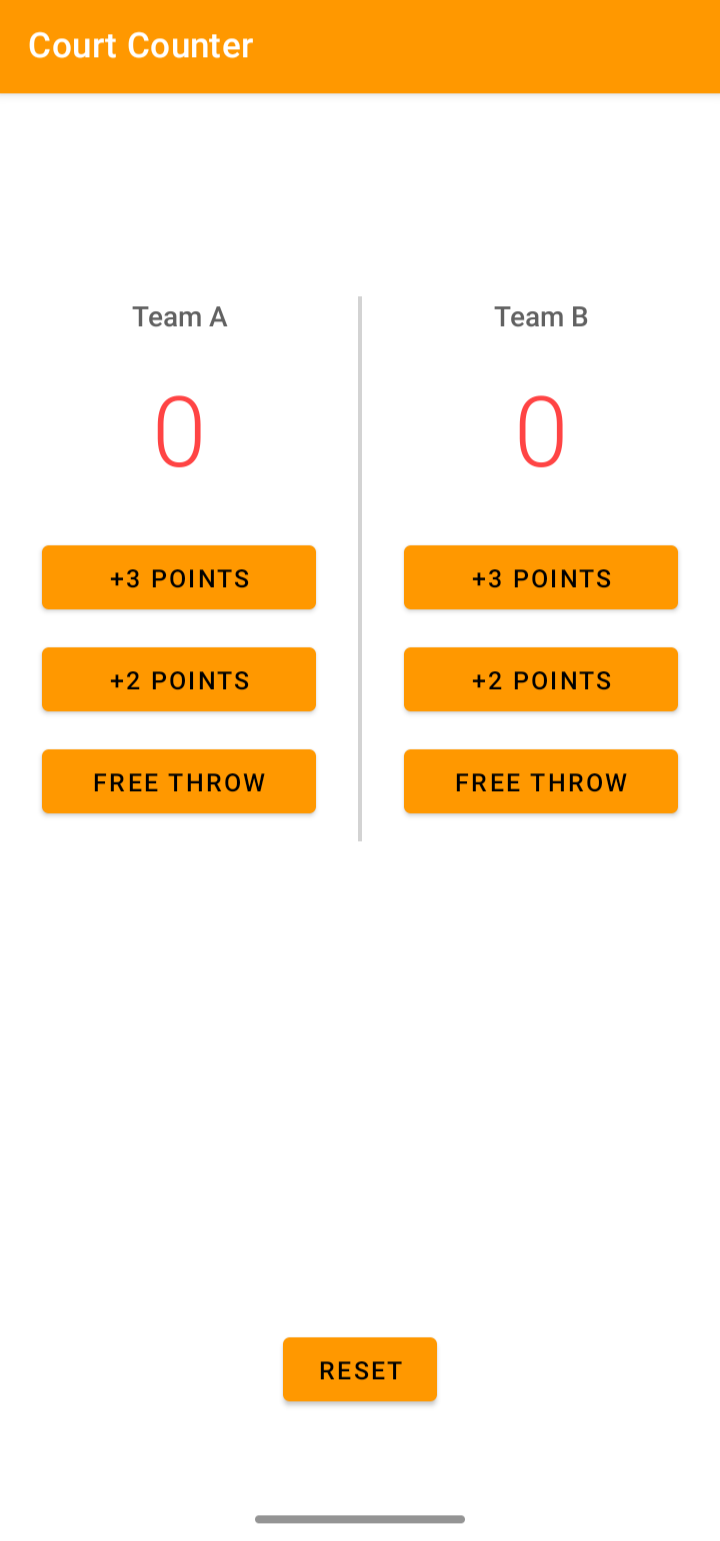 Court Counter
Team A
0
+3 POINTS
+2 POINTS
FREE THROW
Team B
0
+3 POINTS
+2 POINTS
FREE THROW
RESET